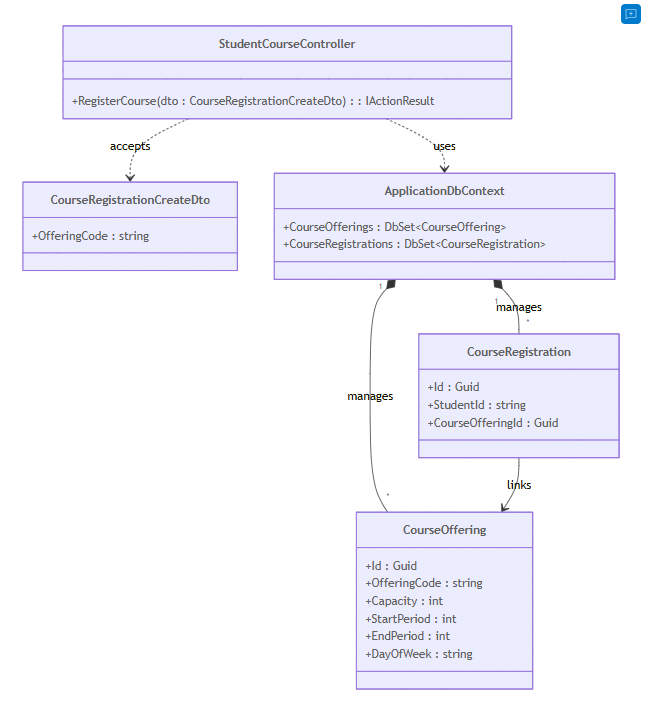 StudentCourseController
+RegisterCourse(dto : CourseRegistrationCreateDto) : : IActionResult
accepts
uses
CourseRegistrationCreateDto
+OfferingCode : string
ApplicationDbContext
+CourseOfferings : DbSet<CourseOffering>
+CourseRegistrations : DbSet<CourseRegistration>
1
1
manages
*
CourseRegistration
+Id : Guid
+StudentId : string
+CourseOfferingId : Guid
manages
links
*
CourseOffering
+Id : Guid
+OfferingCode : string
+Capacity : int
+StartPeriod : int
+EndPeriod : int
+DayOfWeek : string